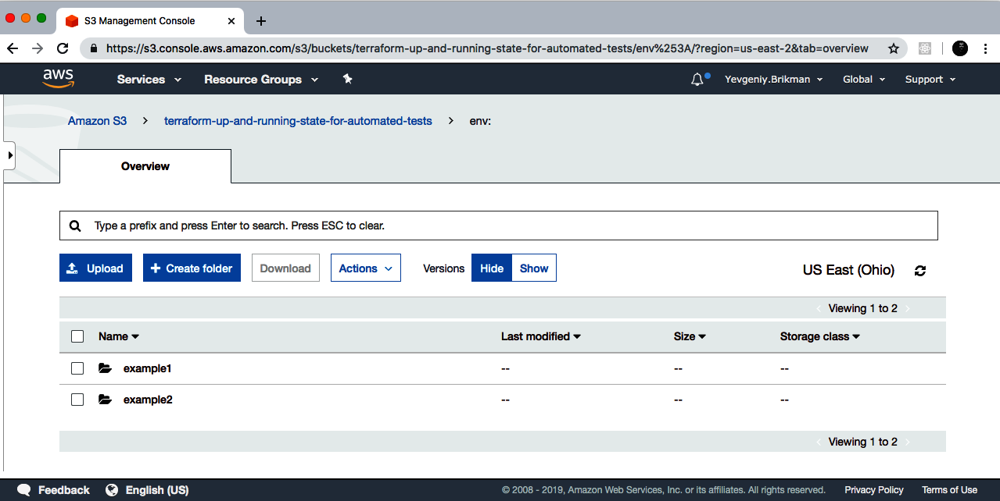 S3 Management Console
https://s3.console.aws.amazon.com/s3/buckets/terraform-up-and-running-state-for-automated-tests/env%253A/?region=us-east-2&tab=overview
aws Services Resource Groups Yevgeniy.Brikman Global Support
Amazon S3 > terraform-up-and-running-state-for-automated-tests > env:
Overview
Type a prefix and press Enter to search. Press ESC to clear.
Upload + Create folder Download Actions Versions Hide Show US East (Ohio)
Viewing 1 to 2
Name Last modified Size Storage class
example1 -- -- --
example2 -- -- --
Viewing 1 to 2
Feedback English (US) © 2008 - 2019, Amazon Web Services, Inc. or its affiliates. All rights reserved. Privacy Policy Terms of Use